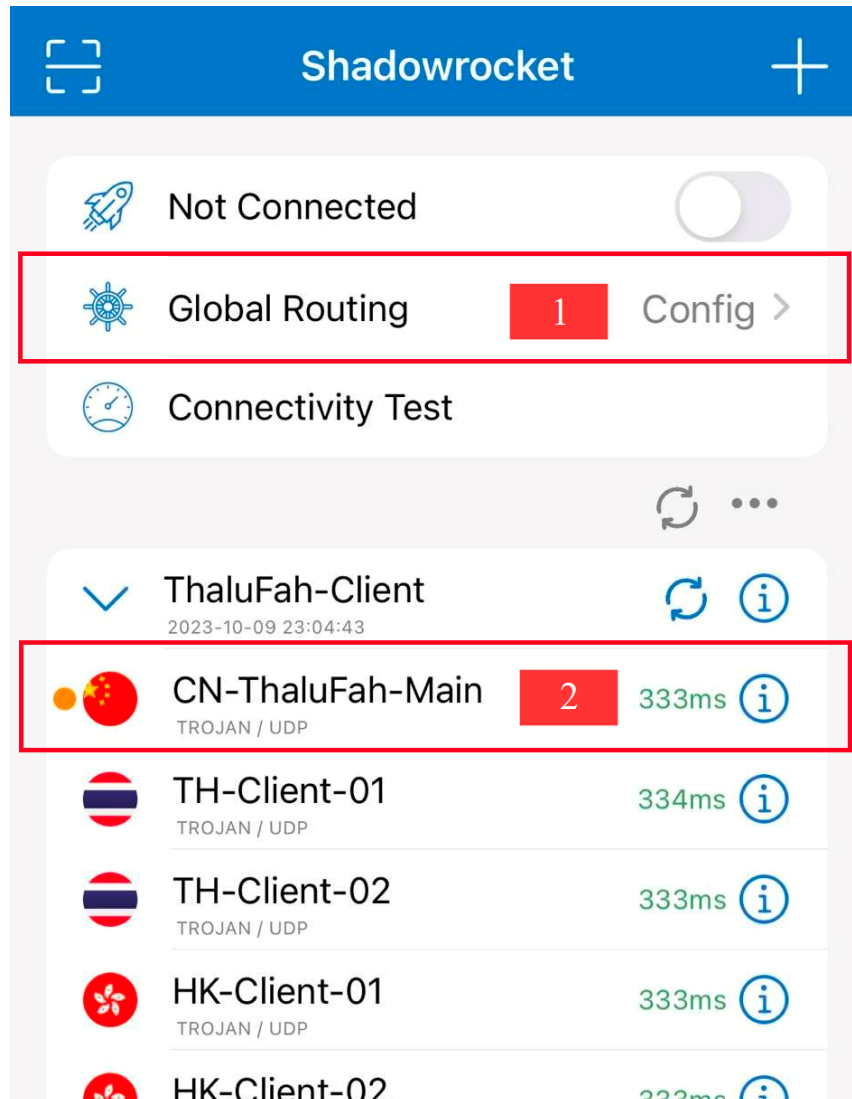 Shadowrocket
Not Connected
Global Routing 1 Config
Connectivity Test
ThaluFah-Client
2023-10-09 23:04:43
CN-ThaluFah-Main 2 333ms
TROJAN / UDP
TH-Client-01 334ms
TROJAN / UDP
TH-Client-02 333ms
TROJAN / UDP
HK-Client-01 333ms
TROJAN / UDP
HK-Client-02 333ms